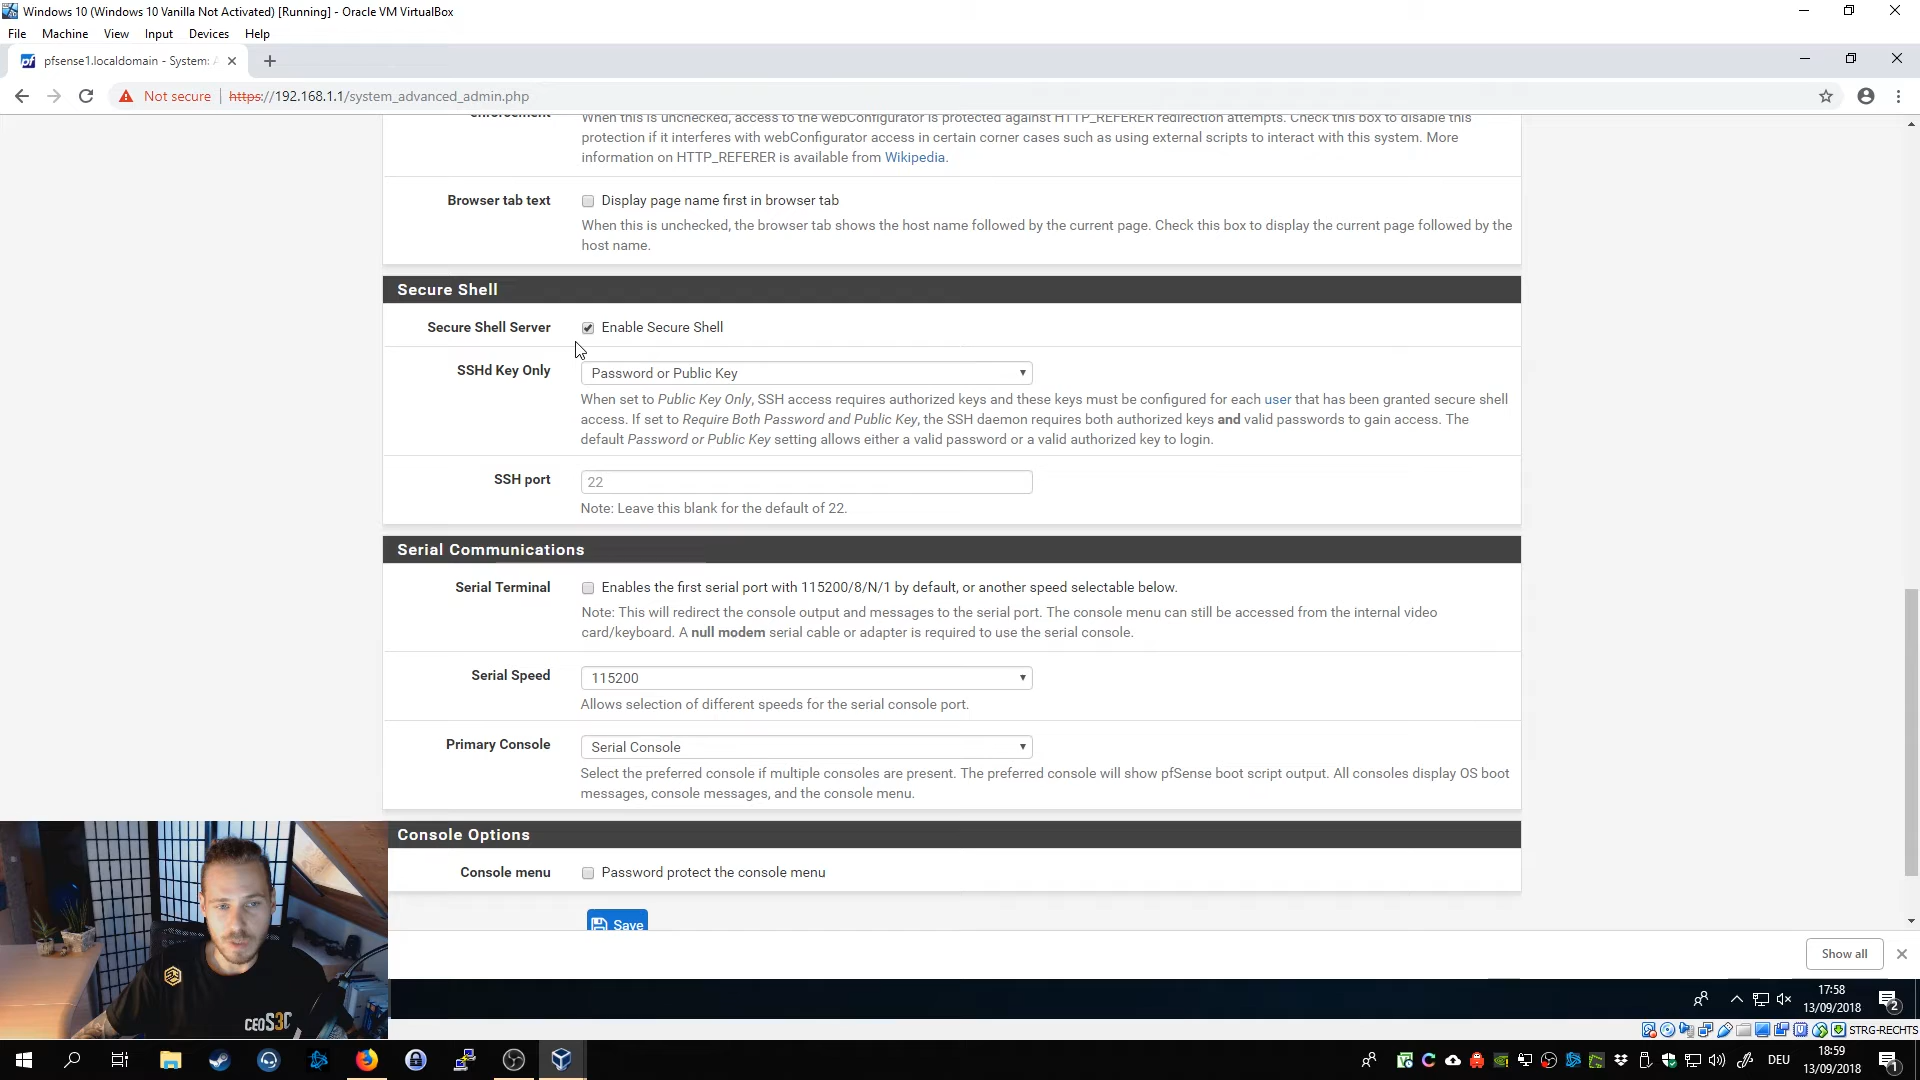 Windows 10 (Windows 10 Vanilla Not Activated) [Running] - Oracle VM VirtualBox
File Machine View Input Devices Help
pfsense1.localdomain - System: A
Not secure https://192.168.1.1/system_advanced_admin.php
enforcement When this is unchecked, access to the webConfigurator is protected against HTTP_REFERER redirection attempts. Check this box to disable this
protection if it interferes with webConfigurator access in certain corner cases such as using external scripts to interact with this system. More
information on HTTP_REFERER is available from Wikipedia.
Browser tab text Display page name first in browser tab
When this is unchecked, the browser tab shows the host name followed by the current page. Check this box to display the current page followed by the
host name.
Secure Shell
Secure Shell Server Enable Secure Shell
SSHd Key Only Password or Public Key
When set to Public Key Only, SSH access requires authorized keys and these keys must be configured for each user that has been granted secure shell
access. If set to Require Both Password and Public Key, the SSH daemon requires both authorized keys and valid passwords to gain access. The
default Password or Public Key setting allows either a valid password or a valid authorized key to login.
SSH port 22
Note: Leave this blank for the default of 22.
Serial Communications
Serial Terminal Enables the first serial port with 115200/8/N/1 by default, or another speed selectable below.
Note: This will redirect the console output and messages to the serial port. The console menu can still be accessed from the internal video
card/keyboard. A null modem serial cable or adapter is required to use the serial console.
Serial Speed 115200
Allows selection of different speeds for the serial console port.
Primary Console Serial Console
Select the preferred console if multiple consoles are present. The preferred console will show pfSense boot script output. All consoles display OS boot
messages, console messages, and the console menu.
Console Options
Console menu Password protect the console menu
Save
Show all
17:58
13/09/2018
2
CEOS3C
STRG-RECHTS
DEU
18:59
13/09/2018
1